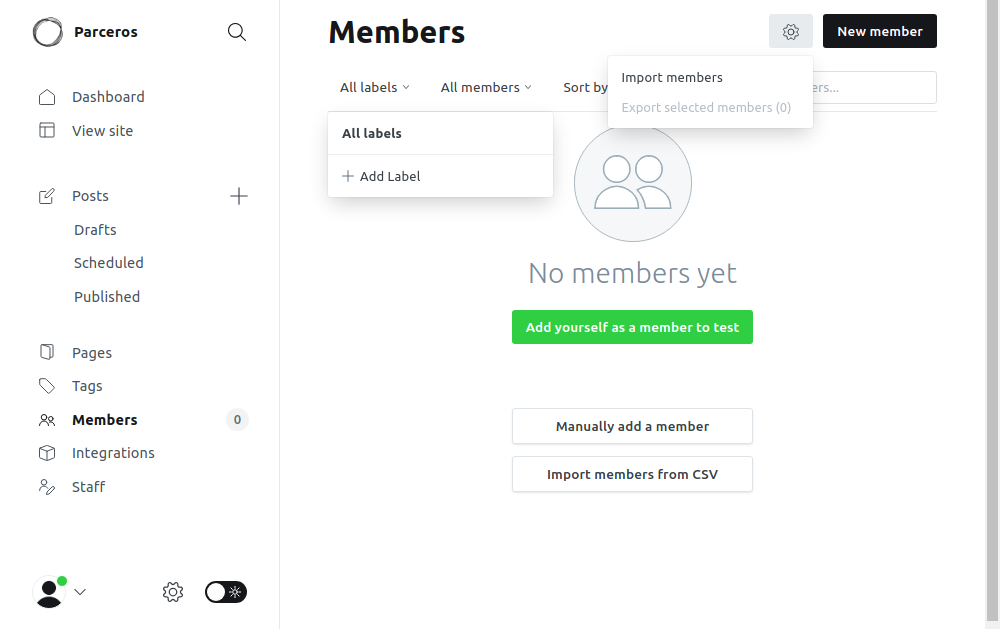 Parceros
Dashboard
View site
Posts
Drafts
Scheduled
Published
Pages
Tags
Members
0
Integrations
Staff
Members
New member
All labels
All members
Sort by
Import members
Export selected members (0)
All labels
Add Label
No members yet
Add yourself as a member to test
Manually add a member
Import members from CSV